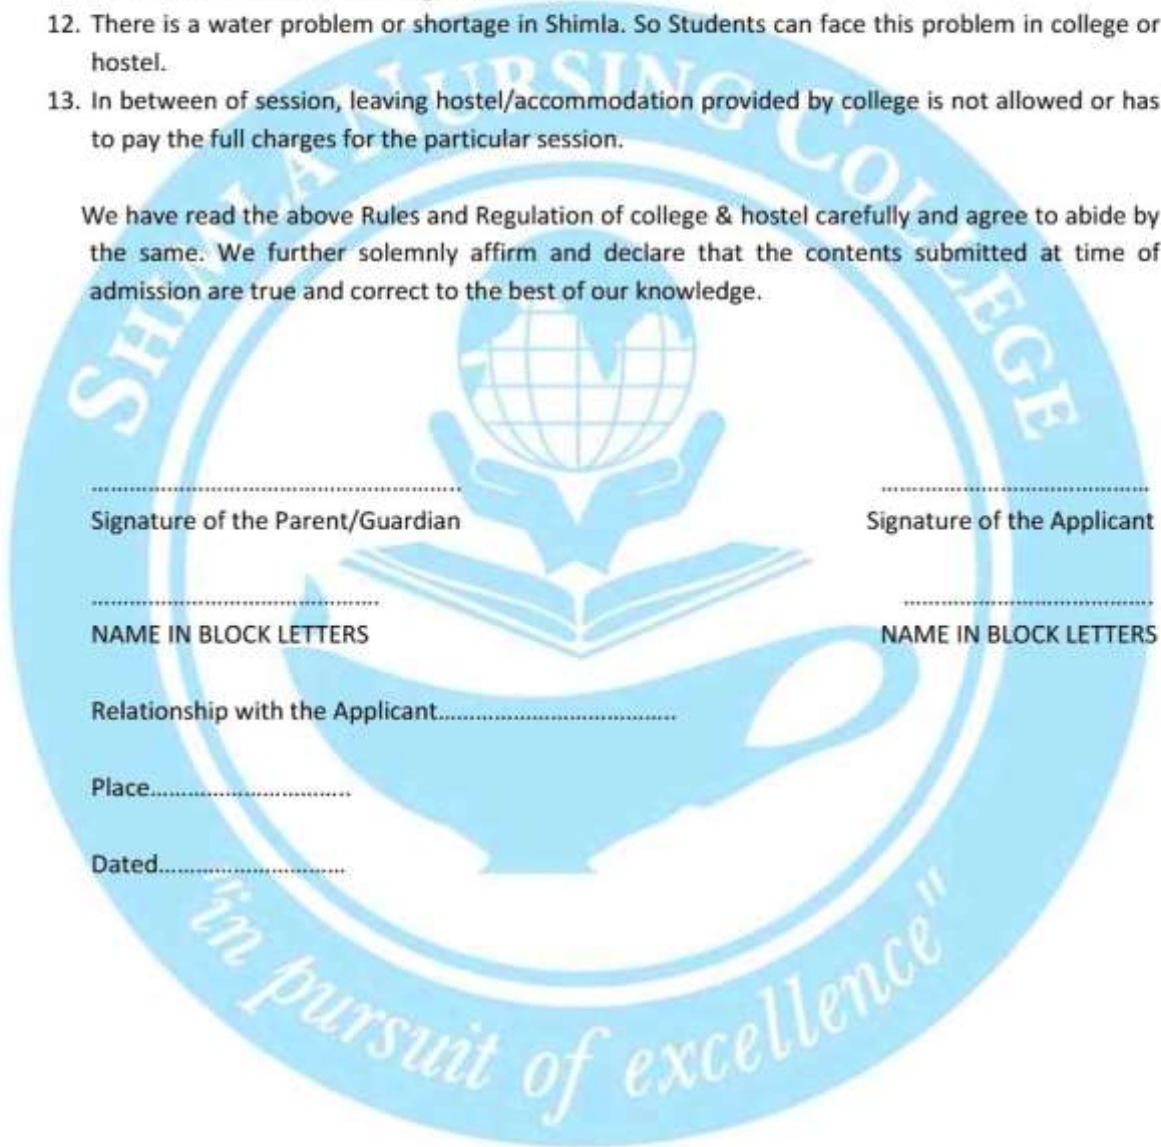 12. There is a water problem or shortage in Shimla. So Students can face this problem in college or
hostel.
13. In between of session, leaving hostel/accommodation provided by college is not allowed or has
to pay the full charges for the particular session.
We have read the above Rules and Regulation of college & hostel carefully and agree to abide by
the same. We further solemnly affirm and declare that the contents submitted at time of
admission are true and correct to the best of our knowledge.
SHIMLA NURSING COLLEGE
Signature of the Parent/Guardian Signature of the Applicant
NAME IN BLOCK LETTERS NAME IN BLOCK LETTERS
Relationship with the Applicant........................................
Place..................................
Dated...............................
"in pursuit of excellence"